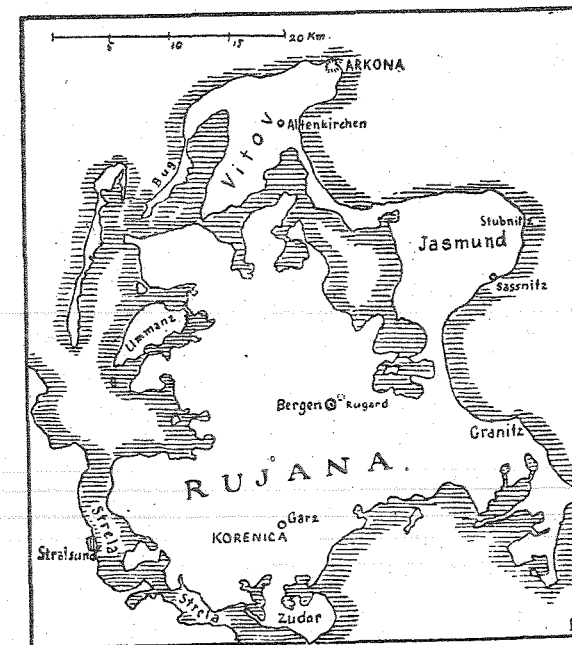 5 10 15 20 Km.
ARKONA
Altenkirchen
Vitov
Bug
Stubnitz
Jasmund
Sassnitz
Ummanz
Bergen Rugard
Granitz
RUJANA.
Garz
KORENICA
Strela
Stralsund
Strela
Zudar